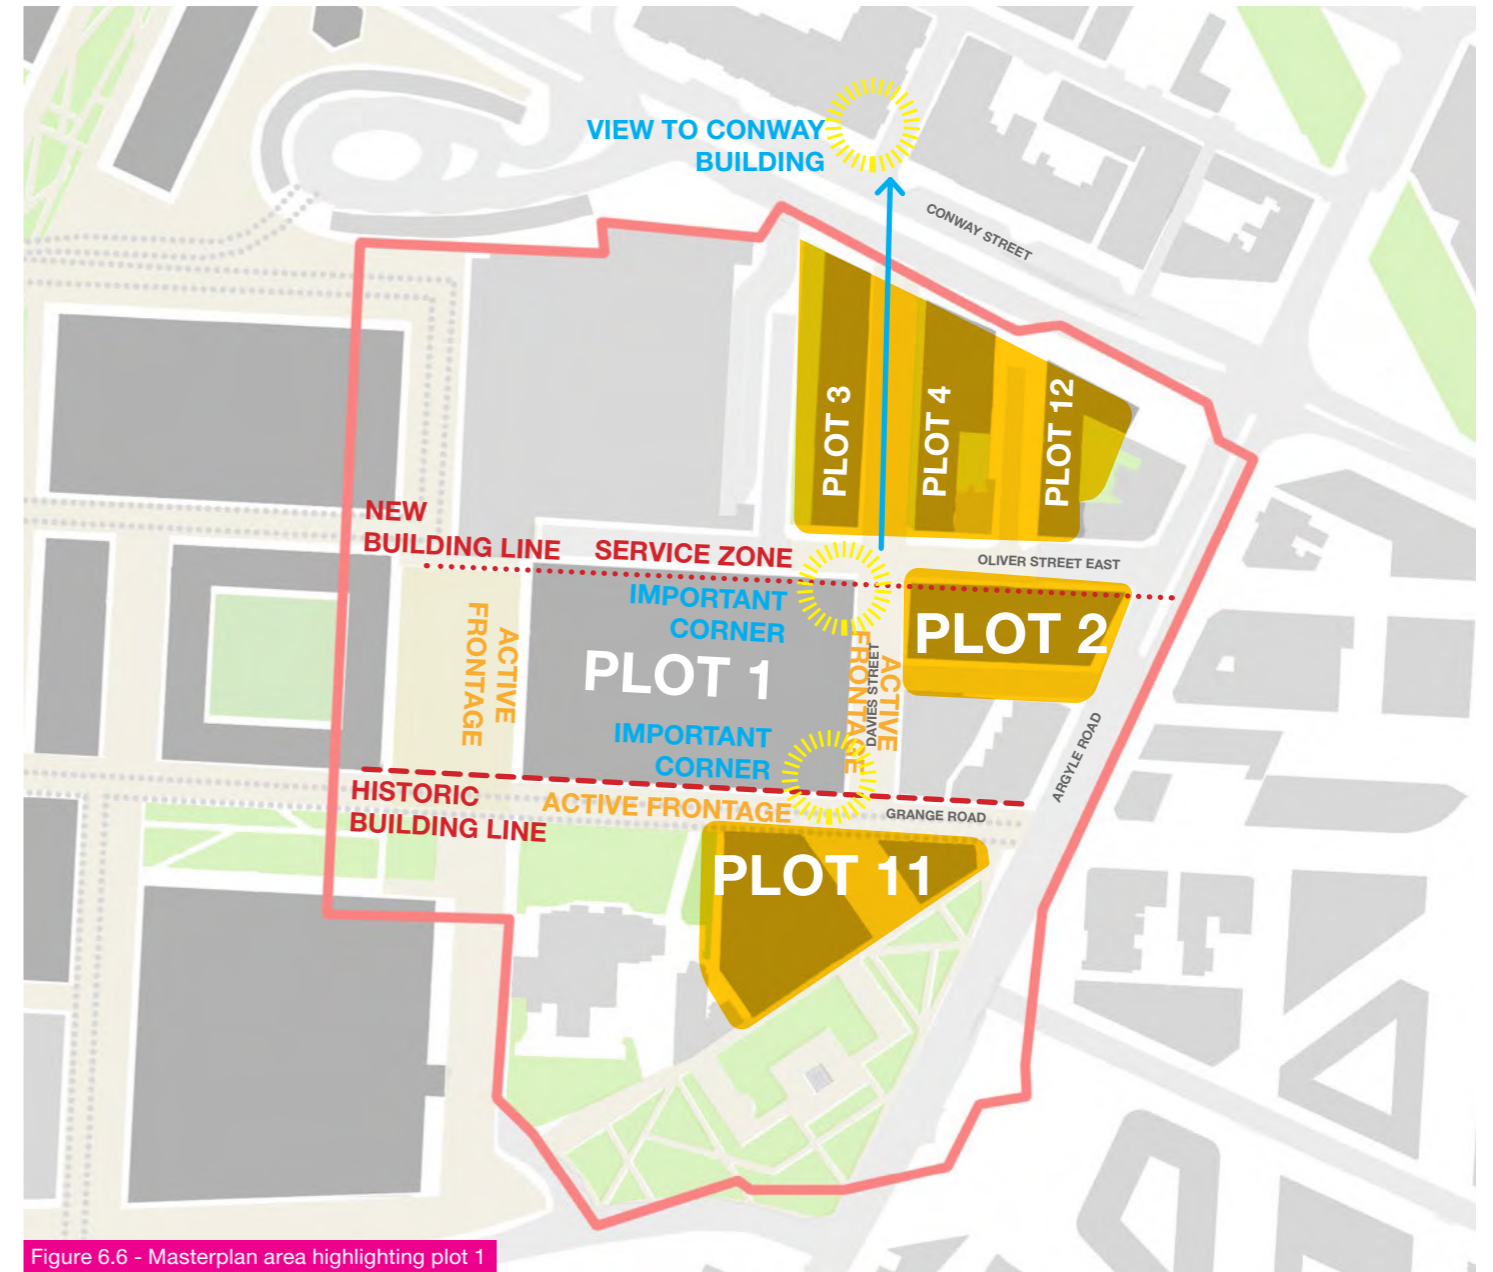 VIEW TO CONWAY
BUILDING
CONWAY STREET
PLOT 3
PLOT 4
PLOT 12
NEW
BUILDING LINE
SERVICE ZONE
OLIVER STREET EAST
IMPORTANT
CORNER
PLOT 1
PLOT 2
ACTIVE
FRONTAGE
ACTIVE
FRONTAGE
DAVIES STREET
IMPORTANT
CORNER
ARGYLE ROAD
HISTORIC
BUILDING LINE
ACTIVE FRONTAGE
GRANGE ROAD
PLOT 11
Figure 6.6 - Masterplan area highlighting plot 1